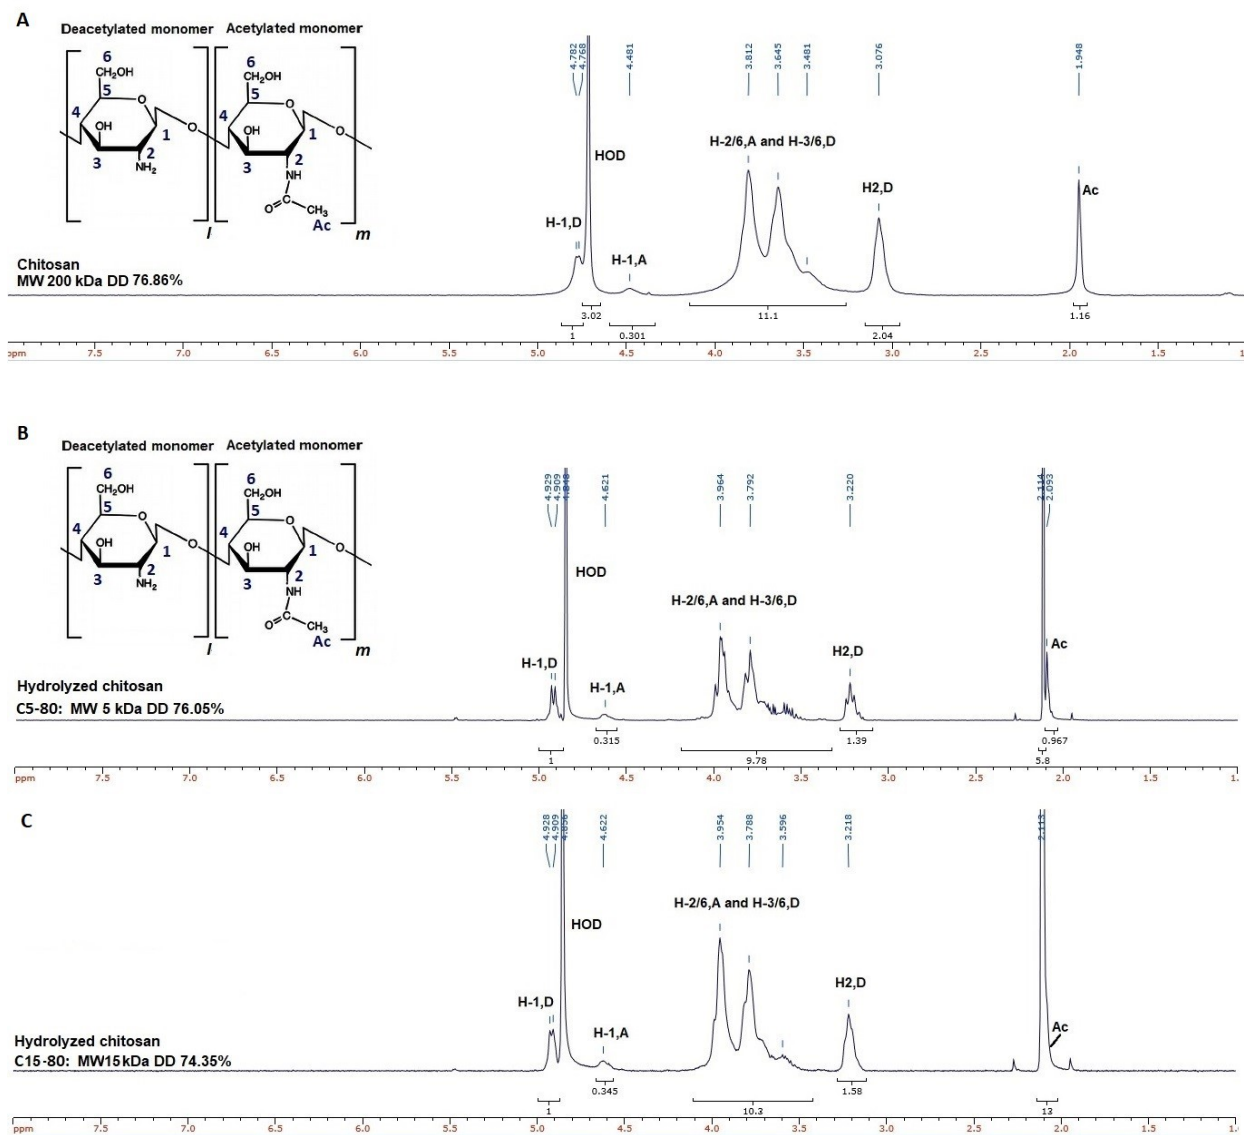 A
Deacetylated monomer Acetylated monomer
6
CH₂OH
5
O
4
OH
1
O
3
2
NH₂
l
6
CH₂OH
5
O
4
OH
1
O
3
2
NH
C
O
CH₃
Ac
m
Chitosan
MW 200 kDa DD 76.86%
4.782 4.768 4.481 3.812 3.645 3.481 3.076 1.948
HOD
H-1,D
H-1,A
H-2/6,A and H-3/6,D
H2,D
Ac
3.02 11.1 2.04 1.16
1 0.301
ppm 7.5 7.0 6.5 6.0 5.5 5.0 4.5 4.0 3.5 3.0 2.5 2.0 1.5 1
B
Deacetylated monomer Acetylated monomer
6
CH₂OH
5
O
4
OH
1
O
3
2
NH₂
l
6
CH₂OH
5
O
4
OH
1
O
3
2
NH
C
O
CH₃
Ac
m
Hydrolyzed chitosan
C5-80: MW 5 kDa DD 76.05%
4.929 4.909 4.621 3.964 3.792 3.220 2.114 2.093
HOD
H-1,D
H-1,A
H-2/6,A and H-3/6,D
H2,D
Ac
0.315 1.39 0.967
1 9.78 5.8
ppm 7.5 7.0 6.5 6.0 5.5 5.0 4.5 4.0 3.5 3.0 2.5 2.0 1.5 1.
C
Hydrolyzed chitosan
C15-80: MW15kDa DD 74.35%
4.928 4.909 4.622 3.954 3.788 3.596 3.218 2.113
HOD
H-1,D
H-1,A
H-2/6,A and H-3/6,D
H2,D
Ac
0.345 1.58
1 10.3 13
ppm 7.5 7.0 6.5 6.0 5.5 5.0 4.5 4.0 3.5 3.0 2.5 2.0 1.5 1.